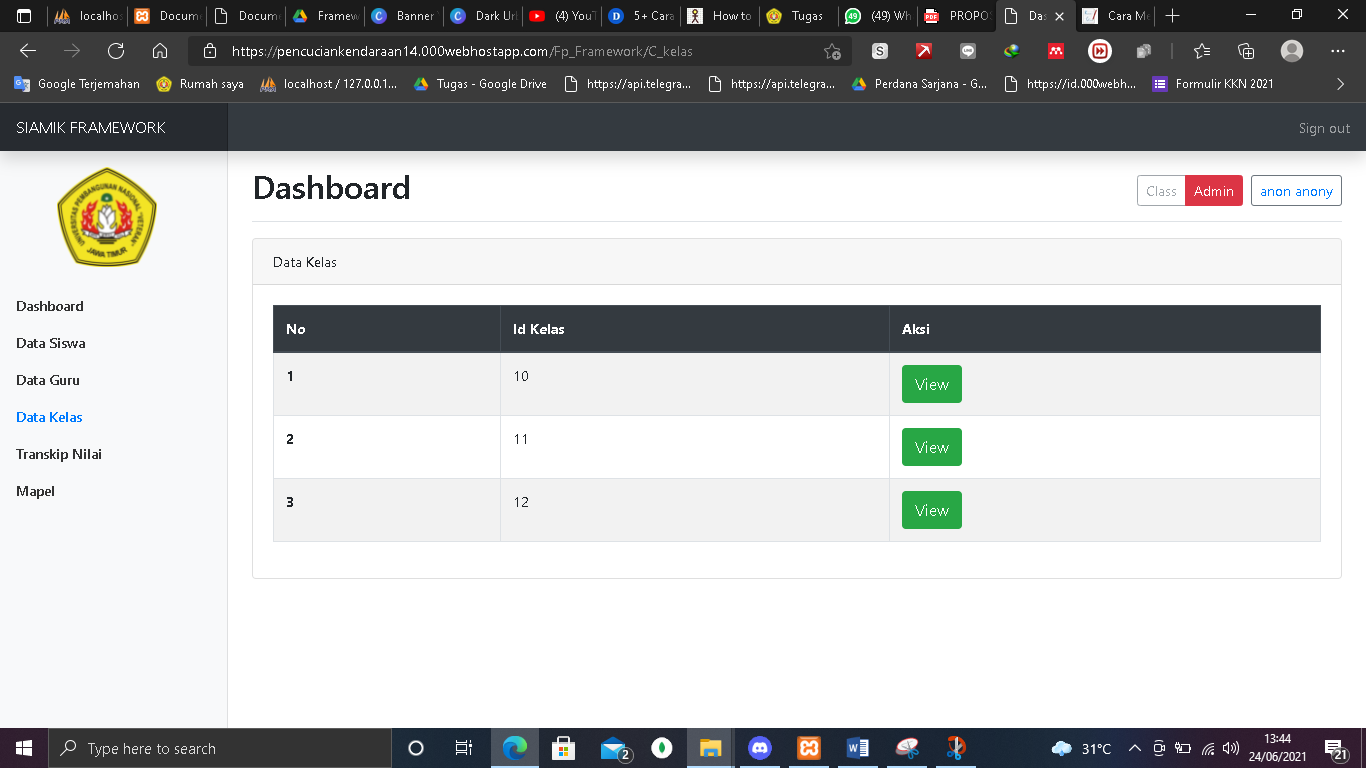 localhos
Docume
Docume
Framew
Banner
Dark Url
(4) YouT
5+ Cara
How to
Tugas
(49) Wh
PROPO
Das
Cara Me
https://pencuciankendaraan14.000webhostapp.com/Fp_Framework/C_kelas
Google Terjemahan
Rumah saya
localhost / 127.0.0.1...
Tugas - Google Drive
https://api.telegra...
https://api.telegra...
Perdana Sarjana - G...
https://id.000webh...
Formulir KKN 2021
SIAMIK FRAMEWORK
Sign out
UNIVERSITAS PEMBANGUNAN NASIONAL "VETERAN"
JAWA TIMUR
Dashboard
Data Siswa
Data Guru
Data Kelas
Transkip Nilai
Mapel
Dashboard
Class Admin anon anony
Data Kelas
No Id Kelas Aksi
1 10 View
2 11 View
3 12 View
Type here to search
2
31°C
13:44
24/06/2021
21